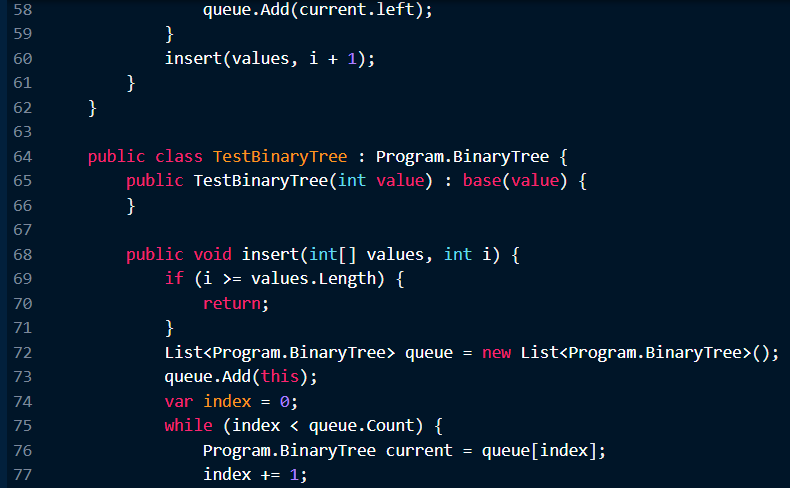 58                 queue.Add(current.left);
59             }
60             insert(values, i + 1);
61         }
62     }
63
64     public class TestBinaryTree : Program.BinaryTree {
65         public TestBinaryTree(int value) : base(value) {
66         }
67
68         public void insert(int[] values, int i) {
69             if (i >= values.Length) {
70                 return;
71             }
72             List<Program.BinaryTree> queue = new List<Program.BinaryTree>();
73             queue.Add(this);
74             var index = 0;
75             while (index < queue.Count) {
76                 Program.BinaryTree current = queue[index];
77                 index += 1;